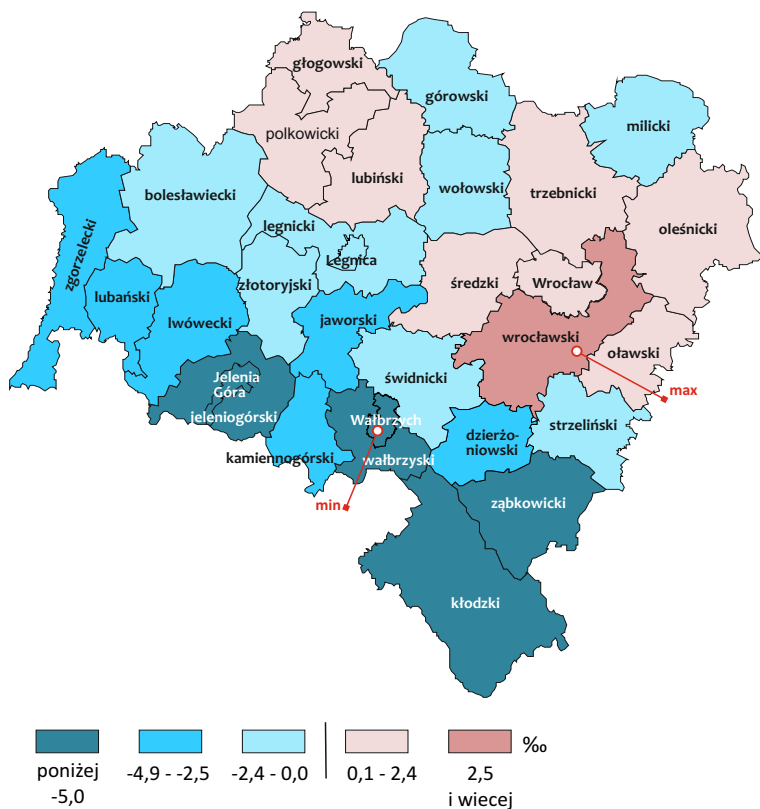 głogowski
górowski
milicki
polkowicki
lubiński
wołowski
trzebnicki
bolesławiecki
oleśnicki
legnicki
zgorzelecki
Legnica
średzki
Wrocław
złotoryjski
lubański
lwówecki
jaworski
wrocławski
oławski
Jelenia
Góra
świdnicki
max
jeleniogórski
Wałbrzych
dzierżo-
niowski
strzeliński
kamiennogórski
wałbrzyski
min
ząbkowicki
kłodzki
poniżej
-5,0
-4,9 - -2,5
-2,4 - 0,0
0,1 - 2,4
2,5
i wiecej
‰